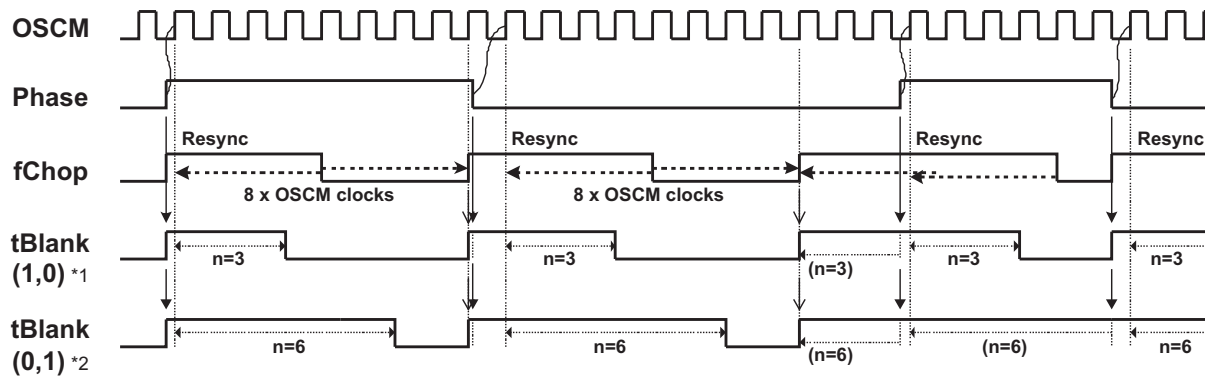 OSCM
Phase
Resync Resync Resync Resync
fChop
8 x OSCM clocks 8 x OSCM clocks
tBlank
(1,0) *1
n=3 n=3 (n=3) n=3 n=3
tBlank
(0,1) *2
n=6 n=6 (n=6) (n=6) n=6